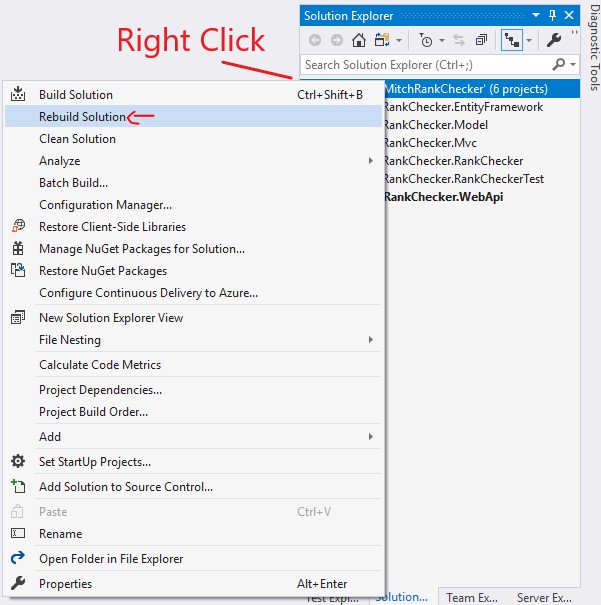 Right Click
Solution Explorer
Search Solution Explorer (Ctrl+;)
MitchRankChecker' (6 projects)
RankChecker.EntityFramework
RankChecker.Model
RankChecker.Mvc
RankChecker.RankChecker
RankChecker.RankCheckerTest
RankChecker.WebApi
Build Solution Ctrl+Shift+B
Rebuild Solution
Clean Solution
Analyze
Batch Build...
Configuration Manager...
Restore Client-Side Libraries
Manage NuGet Packages for Solution...
Restore NuGet Packages
Configure Continuous Delivery to Azure...
New Solution Explorer View
File Nesting
Calculate Code Metrics
Project Dependencies...
Project Build Order...
Add
Set StartUp Projects...
Add Solution to Source Control...
Paste Ctrl+V
Rename
Open Folder in File Explorer
Properties Alt+Enter
Test Expl... Solution... Team Ex... Server Ex...
Diagnostic Tools